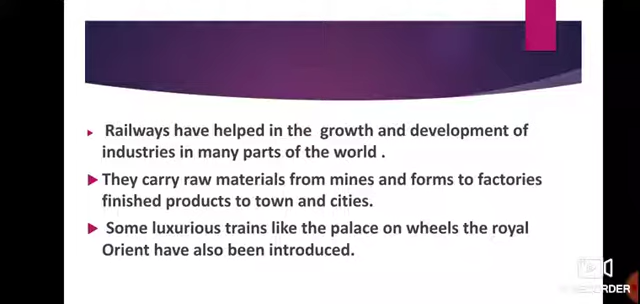 Railways have helped in the growth and development of
industries in many parts of the world .
They carry raw materials from mines and forms to factories
finished products to town and cities.
Some luxurious trains like the palace on wheels the royal
Orient have also been introduced.
RECORDER